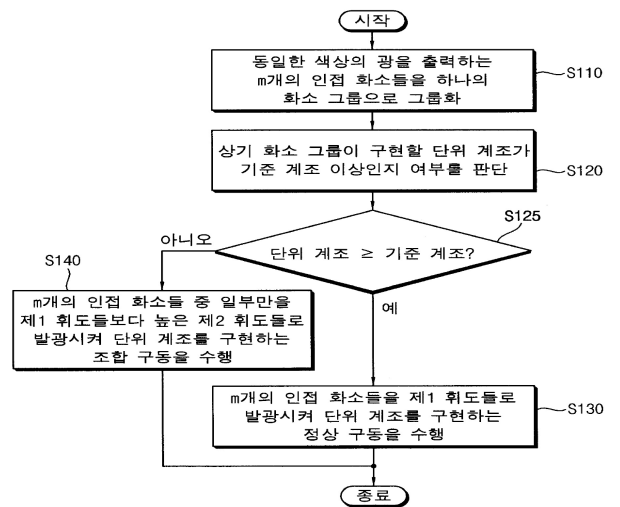 시작
동일한 색상의 광을 출력하는
m개의 인접 화소들을 하나의
화소 그룹으로 그룹화
S110
상기 화소 그룹이 구현할 단위 계조가
기준 계조 이상인지 여부를 판단
S120
S125
단위 계조 ≥ 기준 계조?
아니오
예
S140
m개의 인접 화소들 중 일부만을
제1 휘도들보다 높은 제2 휘도들로
발광시켜 단위 계조를 구현하는
조합 구동을 수행
m개의 인접 화소들을 제1 휘도들로
발광시켜 단위 계조를 구현하는
정상 구동을 수행
S130
종료